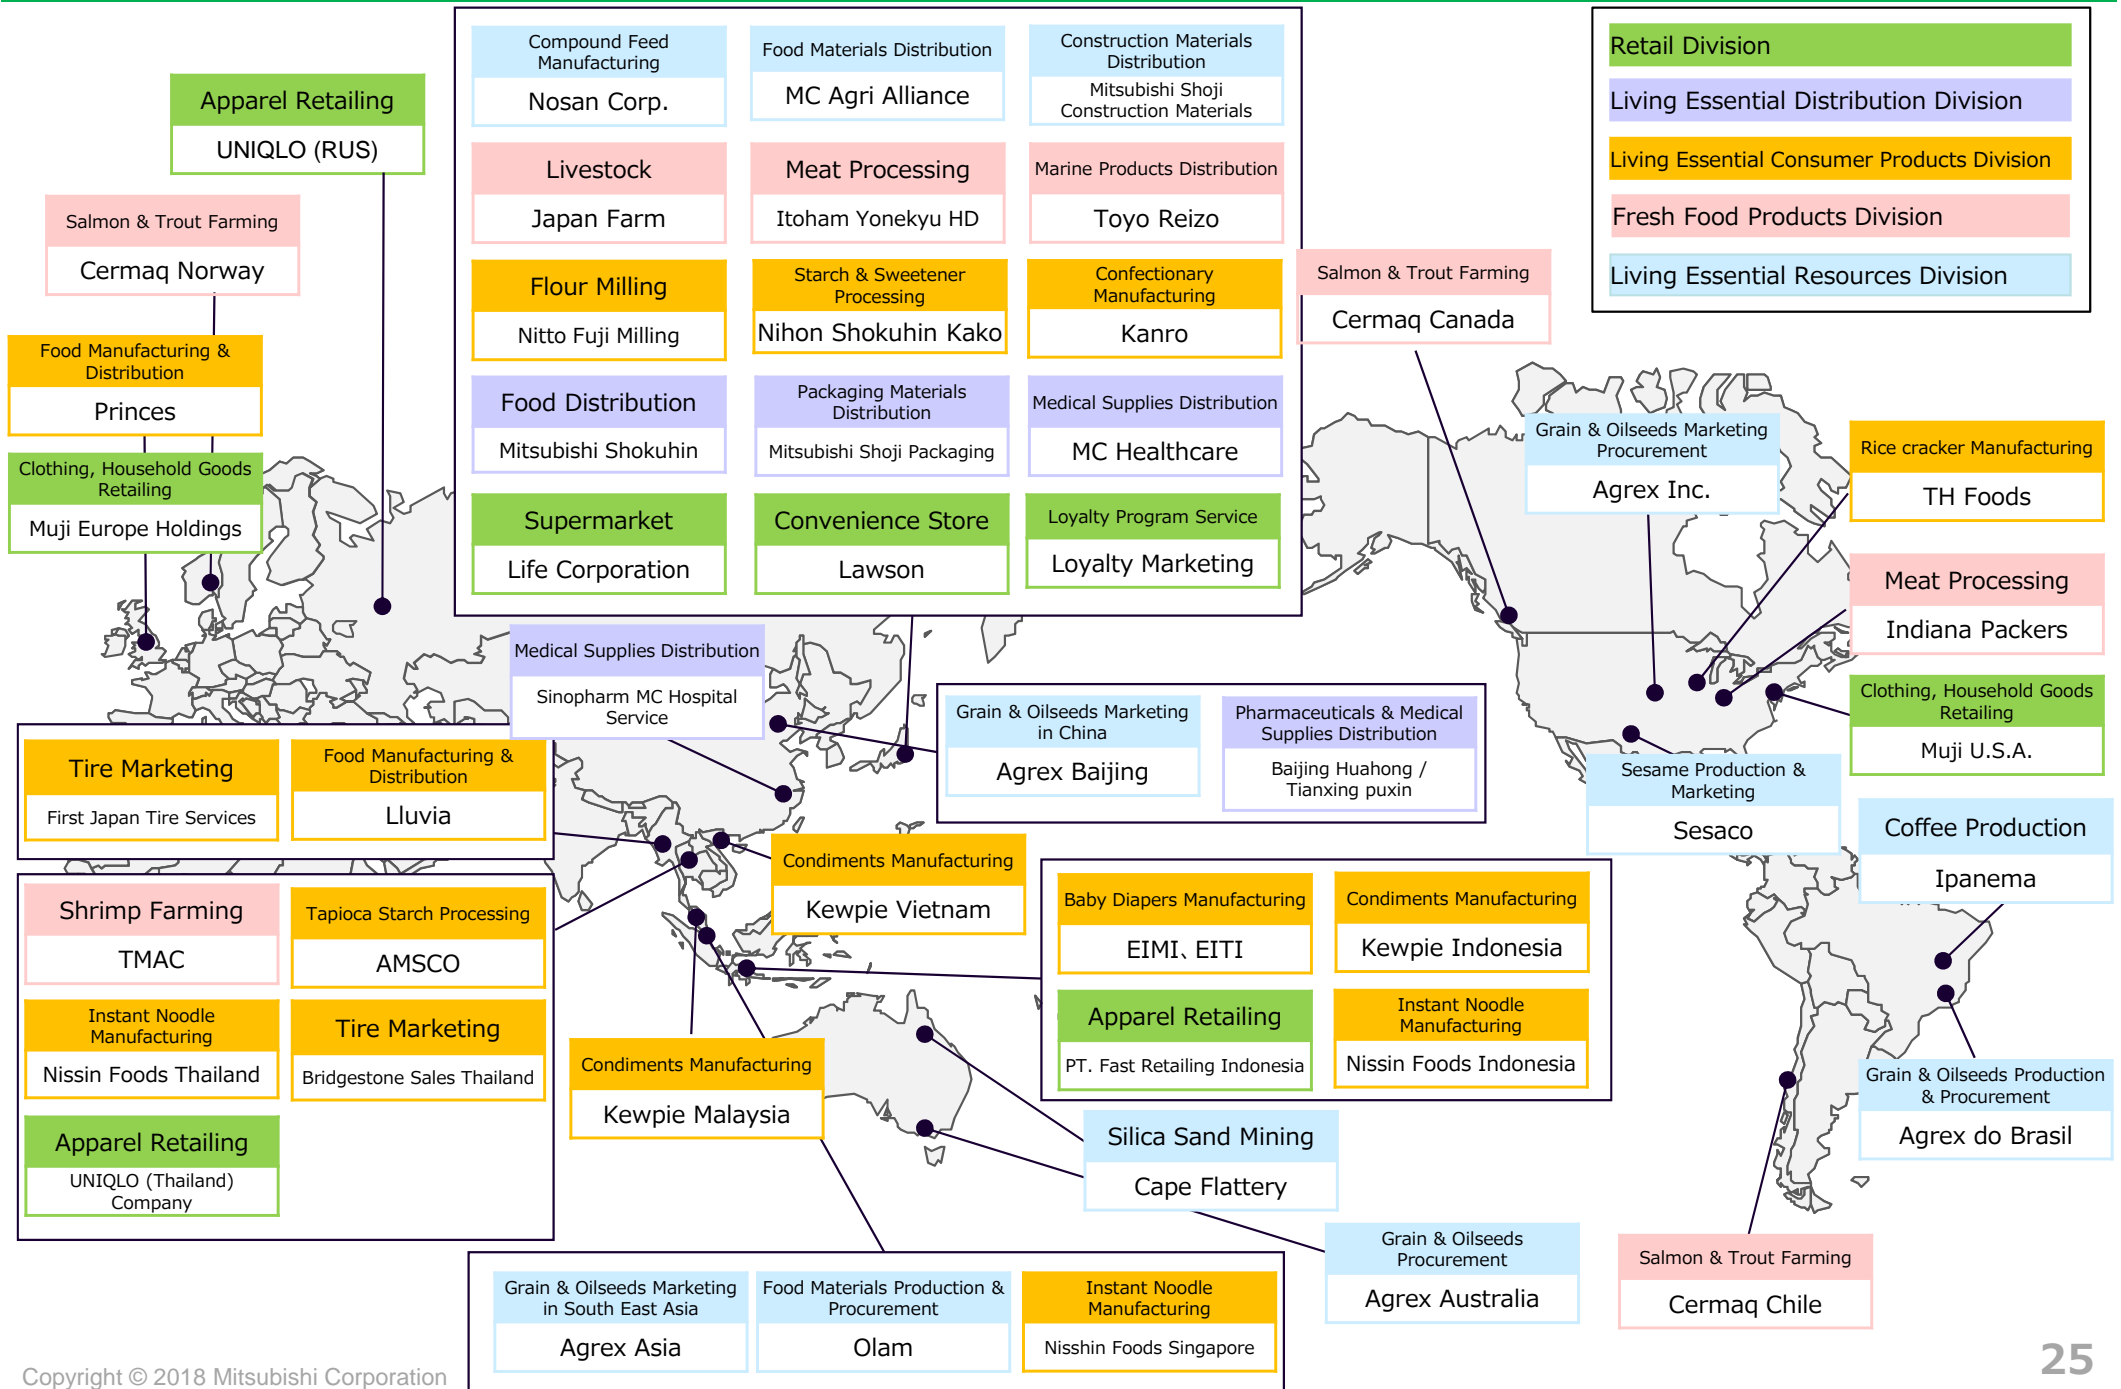 Compound Feed
Manufacturing
Nosan Corp.
Food Materials Distribution
MC Agri Alliance
Construction Materials
Distribution
Mitsubishi Shoji
Construction Materials
Livestock
Japan Farm
Meat Processing
Itoham Yonekyu HD
Marine Products Distribution
Toyo Reizo
Flour Milling
Nitto Fuji Milling
Starch & Sweetener
Processing
Nihon Shokuhin Kako
Confectionary
Manufacturing
Kanro
Food Distribution
Mitsubishi Shokuhin
Packaging Materials
Distribution
Mitsubishi Shoji Packaging
Medical Supplies Distribution
MC Healthcare
Supermarket
Life Corporation
Convenience Store
Lawson
Loyalty Program Service
Loyalty Marketing
Retail Division
Living Essential Distribution Division
Living Essential Consumer Products Division
Fresh Food Products Division
Living Essential Resources Division
Apparel Retailing
UNIQLO (RUS)
Salmon & Trout Farming
Cermaq Norway
Food Manufacturing &
Distribution
Princes
Clothing, Household Goods
Retailing
Muji Europe Holdings
Salmon & Trout Farming
Cermaq Canada
Grain & Oilseeds Marketing
Procurement
Agrex Inc.
Rice cracker Manufacturing
TH Foods
Meat Processing
Indiana Packers
Clothing, Household Goods
Retailing
Muji U.S.A.
Medical Supplies Distribution
Sinopharm MC Hospital
Service
Grain & Oilseeds Marketing
in China
Agrex Baijing
Pharmaceuticals & Medical
Supplies Distribution
Baijing Huahong /
Tianxing puxin
Sesame Production &
Marketing
Sesaco
Tire Marketing
First Japan Tire Services
Food Manufacturing &
Distribution
Lluvia
Coffee Production
Ipanema
Condiments Manufacturing
Kewpie Vietnam
Shrimp Farming
TMAC
Tapioca Starch Processing
AMSCO
Instant Noodle
Manufacturing
Nissin Foods Thailand
Tire Marketing
Bridgestone Sales Thailand
Apparel Retailing
UNIQLO (Thailand)
Company
Baby Diapers Manufacturing
EIMI、EITI
Condiments Manufacturing
Kewpie Indonesia
Apparel Retailing
PT. Fast Retailing Indonesia
Instant Noodle
Manufacturing
Nissin Foods Indonesia
Condiments Manufacturing
Kewpie Malaysia
Silica Sand Mining
Cape Flattery
Grain & Oilseeds Production
& Procurement
Agrex do Brasil
Grain & Oilseeds
Procurement
Agrex Australia
Salmon & Trout Farming
Cermaq Chile
Grain & Oilseeds Marketing
in South East Asia
Agrex Asia
Food Materials Production &
Procurement
Olam
Instant Noodle
Manufacturing
Nisshin Foods Singapore
Copyright © 2018 Mitsubishi Corporation
25